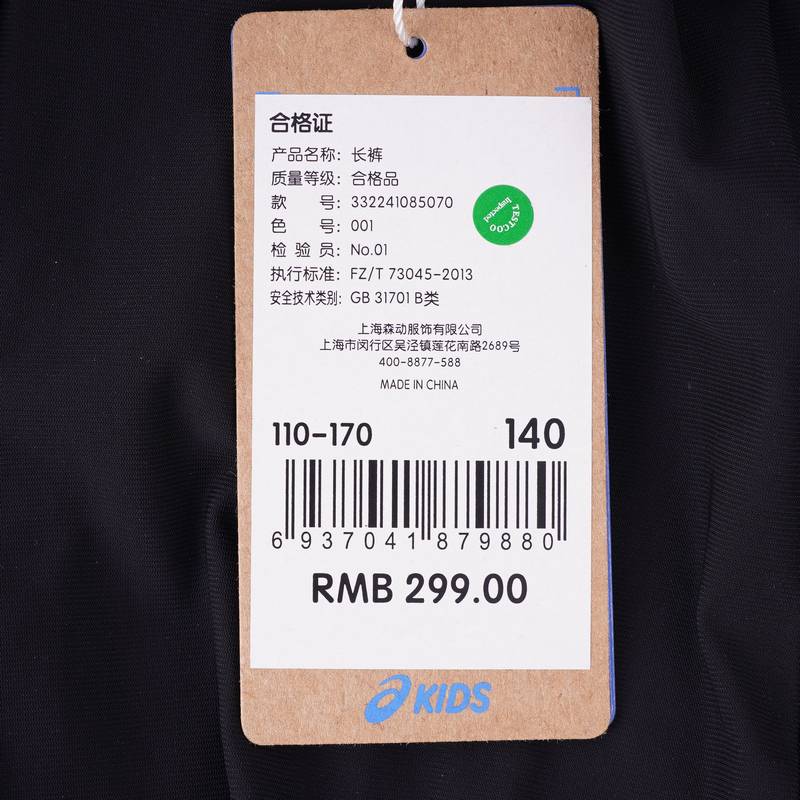 合格证
产品名称：长裤
质量等级：合格品
款 号：332241085070
色 号：001
检 验 员：No.01
执行标准：FZ/T 73045-2013
安全技术类别：GB 31701 B类
TESTCOO
Inspected
上海森动服饰有限公司
上海市闵行区吴泾镇莲花南路2689号
400-8877-588
MADE IN CHINA
110-170 140
6 937041 879880
RMB 299.00
KIDS